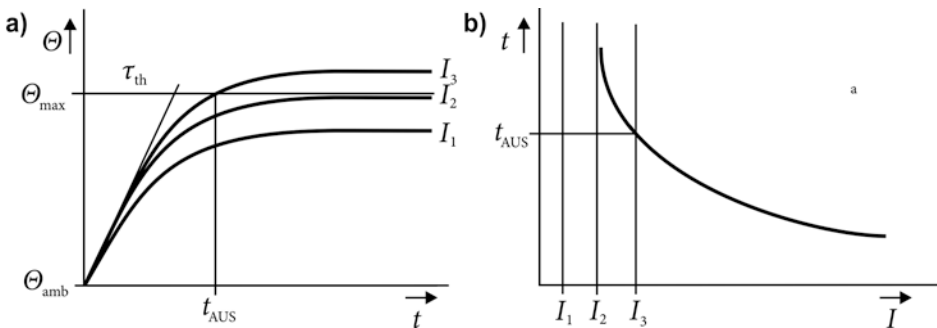 a)
Θ
τth
Θmax
I3
I2
I1
Θamb
tAUS
t
b)
t
a
tAUS
I1 I2 I3
I